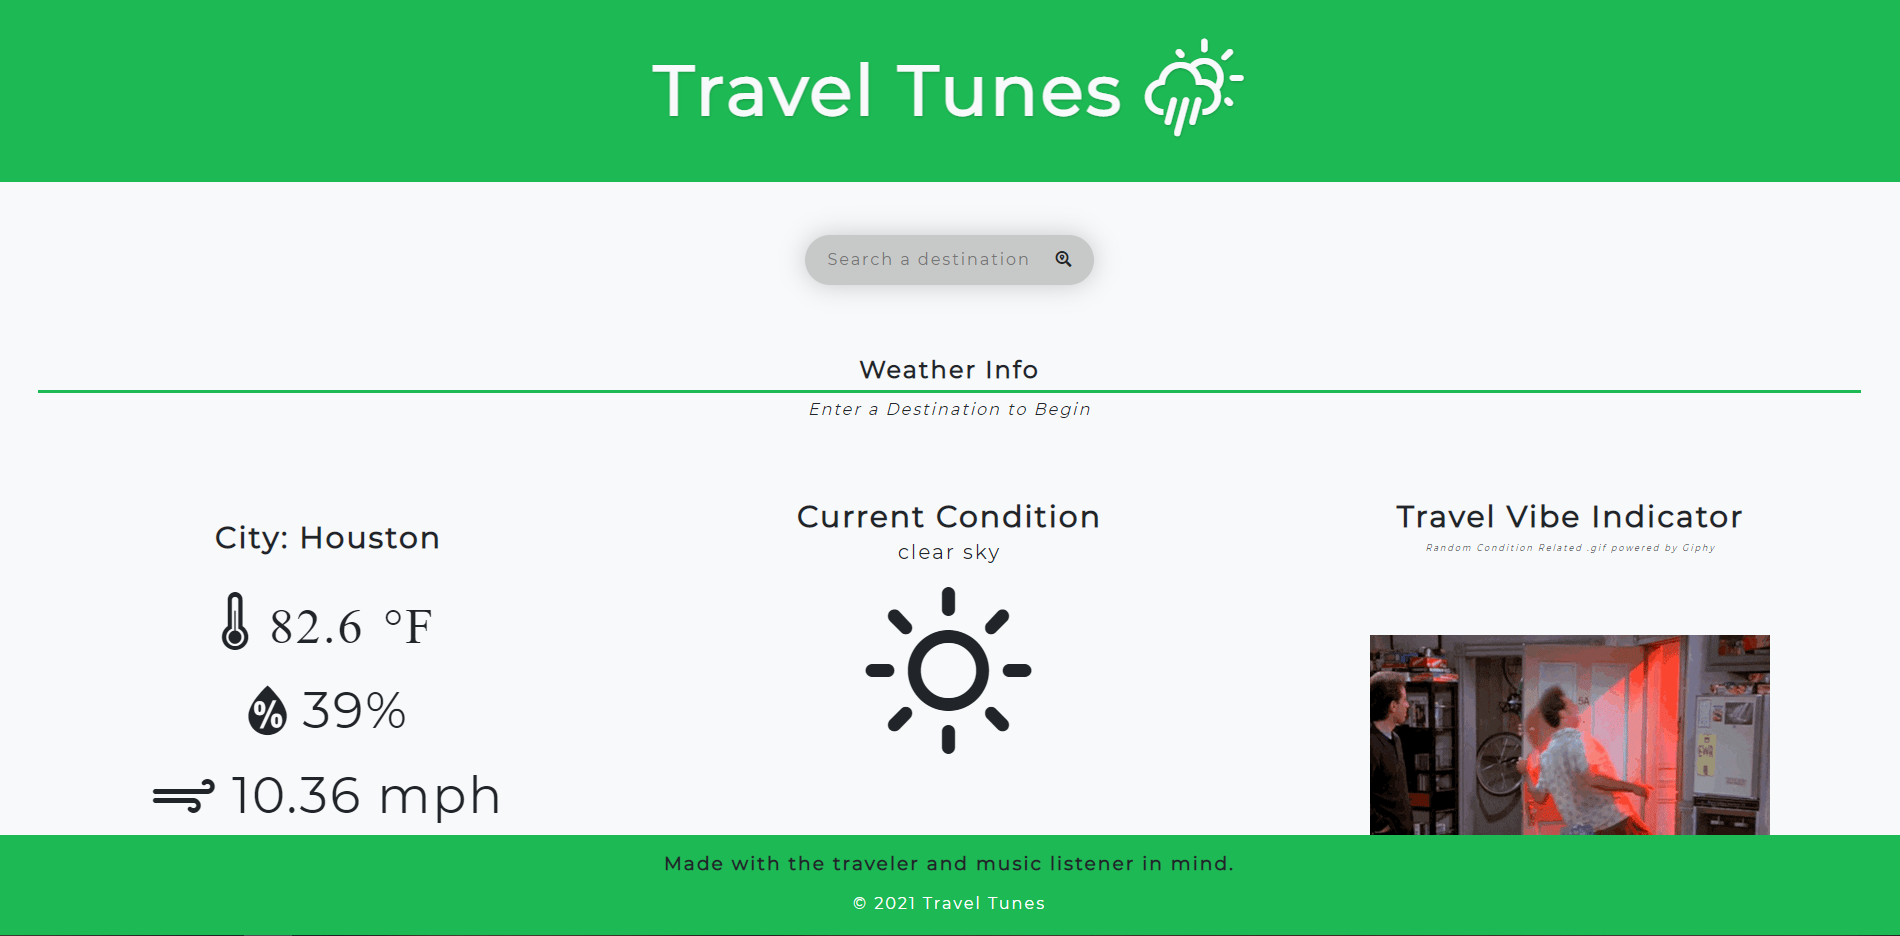 Travel Tunes
Search a destination
Weather Info
Enter a Destination to Begin
City: Houston
82.6 °F
%
39%
10.36 mph
Current Condition
clear sky
Travel Vibe Indicator
Random Condition Related .gif powered by Giphy
5A
Made with the traveler and music listener in mind.
© 2021 Travel Tunes